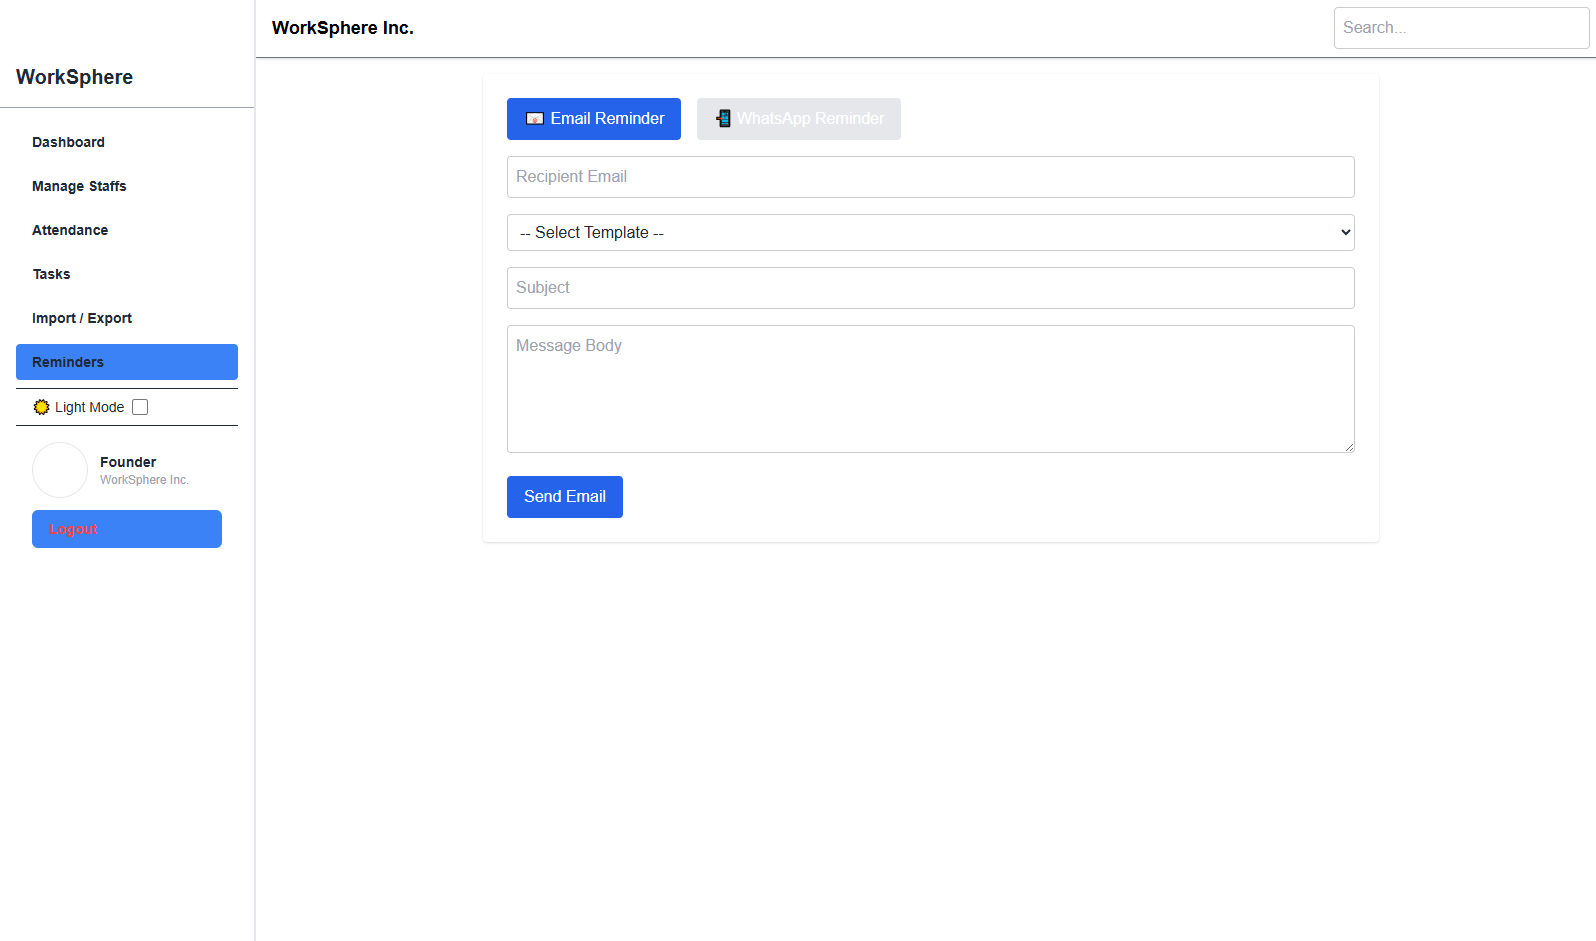 WorkSphere
Dashboard
Manage Staffs
Attendance
Tasks
Import / Export
Reminders
Light Mode
Founder
WorkSphere Inc.
Logout
WorkSphere Inc.
Search...
Email Reminder
WhatsApp Reminder
Recipient Email
-- Select Template --
Subject
Message Body
Send Email